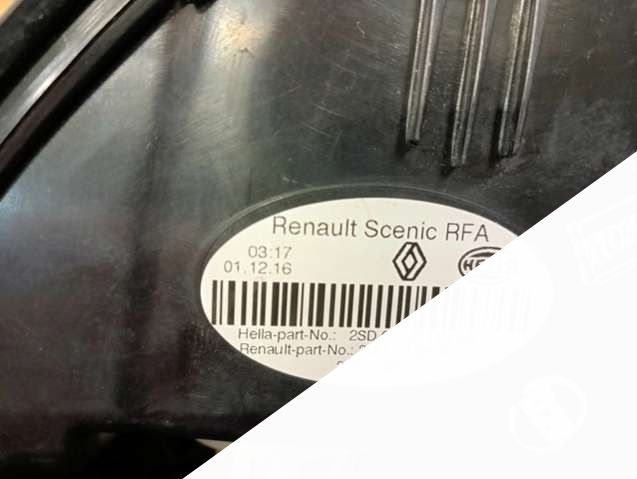 Renault Scenic RFA
03:17
01.12.16
Hella-part-No.: 2SD
Renault-part-No.: